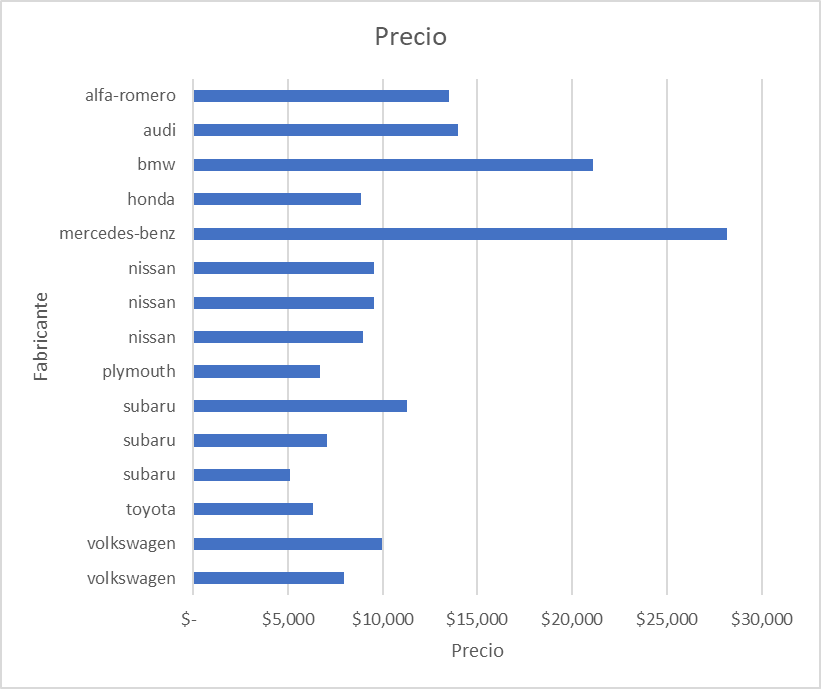 Precio
alfa-romero
audi
bmw
honda
mercedes-benz
nissan
nissan
nissan
plymouth
subaru
subaru
subaru
toyota
volkswagen
volkswagen
Fabricante
$- $5,000 $10,000 $15,000 $20,000 $25,000 $30,000
Precio